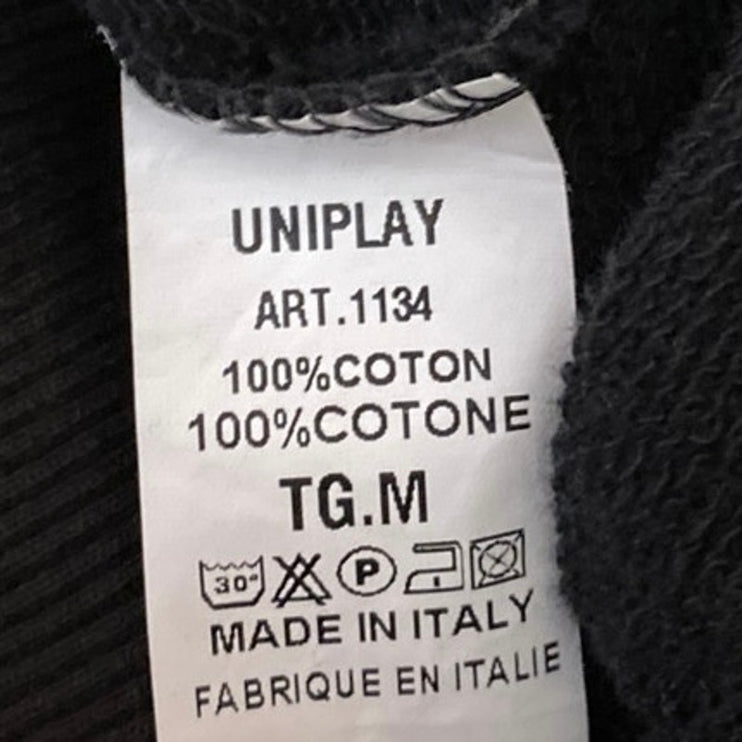 UNIPLAY
ART.1134
100%COTON
100%COTONE
TG.M
30° P
MADE IN ITALY
FABRIQUE EN ITALIE